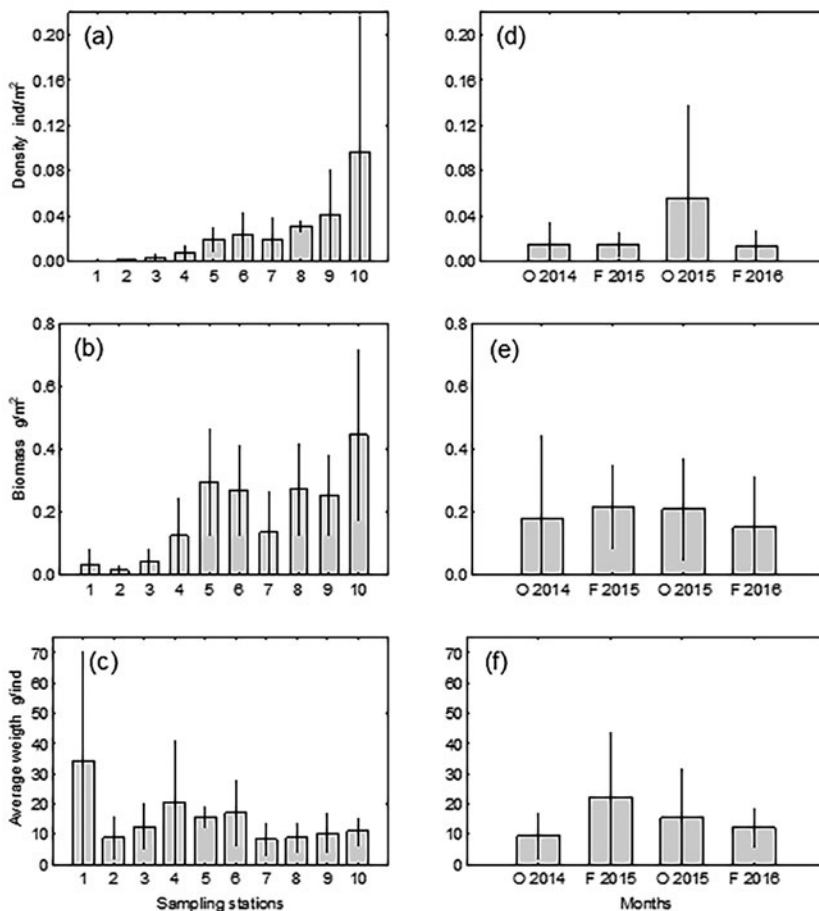 (a)
Density ind/m²
0.20
0.16
0.12
0.08
0.04
0.00
1 2 3 4 5 6 7 8 9 10
(d)
0.20
0.16
0.12
0.08
0.04
0.00
O 2014 F 2015 O 2015 F 2016
(b)
Biomass g/m²
0.8
0.6
0.4
0.2
0.0
1 2 3 4 5 6 7 8 9 10
(e)
0.8
0.6
0.4
0.2
0.0
O 2014 F 2015 O 2015 F 2016
(c)
Average weigth g/ind
70
60
50
40
30
20
10
0
1 2 3 4 5 6 7 8 9 10
Sampling stations
(f)
70
60
50
40
30
20
10
0
O 2014 F 2015 O 2015 F 2016
Months